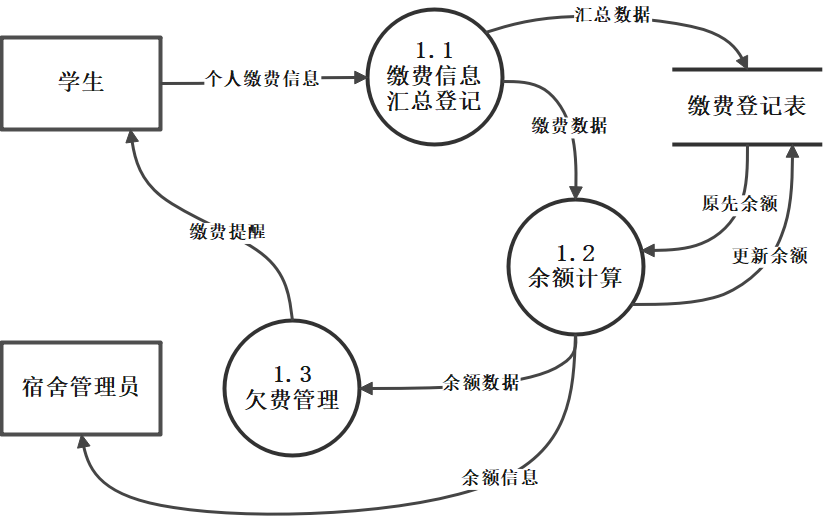 汇总数据
1.1
缴费信息
汇总登记
学生
个人缴费信息
缴费登记表
缴费数据
原先余额
缴费提醒
更新余额
1.2
余额计算
1.3
欠费管理
宿舍管理员
余额数据
余额信息